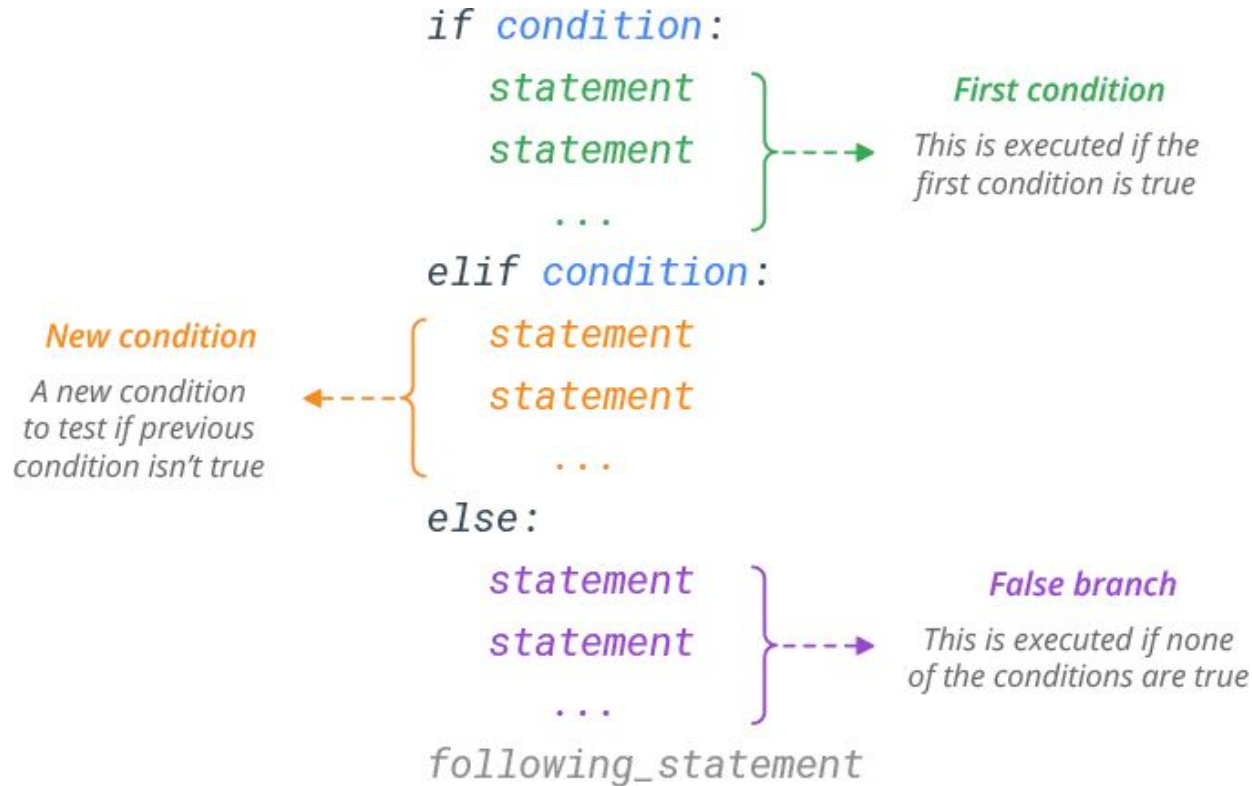 if condition:
statement
statement
...
First condition
This is executed if the
first condition is true
elif condition:
statement
statement
...
New condition
A new condition
to test if previous
condition isn’t true
else:
statement
statement
...
False branch
This is executed if none
of the conditions are true
following_statement